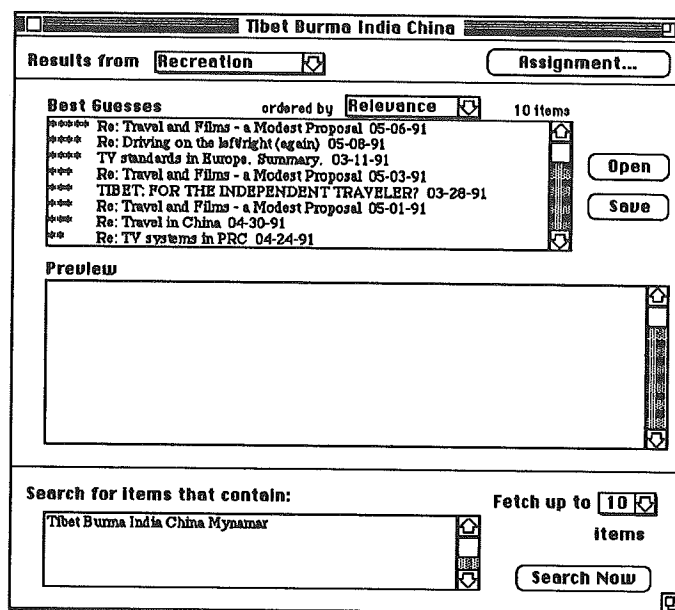 Tibet Burma India China
Results from Recreation Assignment...
Best Guesses ordered by Relevance 10 items
***** Re: Travel and Films - a Modest Proposal 05-06-91
**** Re: Driving on the left/right (again) 05-08-91
**** TV standards in Europe. Summary. 03-11-91
*** Re: Travel and Films - a Modest Proposal 05-03-91
*** TIBET: FOR THE INDEPENDENT TRAVELER? 03-28-91
*** Re: Travel and Films - a Modest Proposal 05-01-91
*** Re: Travel in China 04-30-91
** Re: TV systems in PRC 04-24-91
Open
Save
Preview
Search for items that contain:
Tibet Burma India China Mynamar
Fetch up to 10
items
Search Now